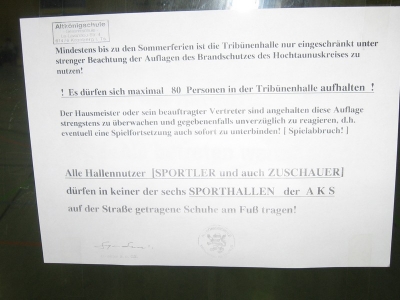 Altkönigschule
Mindestens bis zu den Sommerferien ist die Tribünenhalle nur eingeschränkt unter
strenger Beachtung der Auflagen des Brandschutzes des Hochtaunuskreises zu
nutzen!
! Es dürfen sich maximal 80 Personen in der Tribünenhalle aufhalten !
Der Hausmeister oder sein beauftragter Vertreter sind angehalten diese Auflage
strengstens zu überwachen und gegebenenfalls unverzüglich zu reagieren, d.h.
eventuell eine Spielfortsetzung auch sofort zu unterbinden! [ Spielabbruch! ]
Alle Hallennutzer [SPORTLER und auch ZUSCHAUER]
dürfen in keiner der sechs SPORTHALLEN der A K S
auf der Straße getragene Schuhe am Fuß tragen!